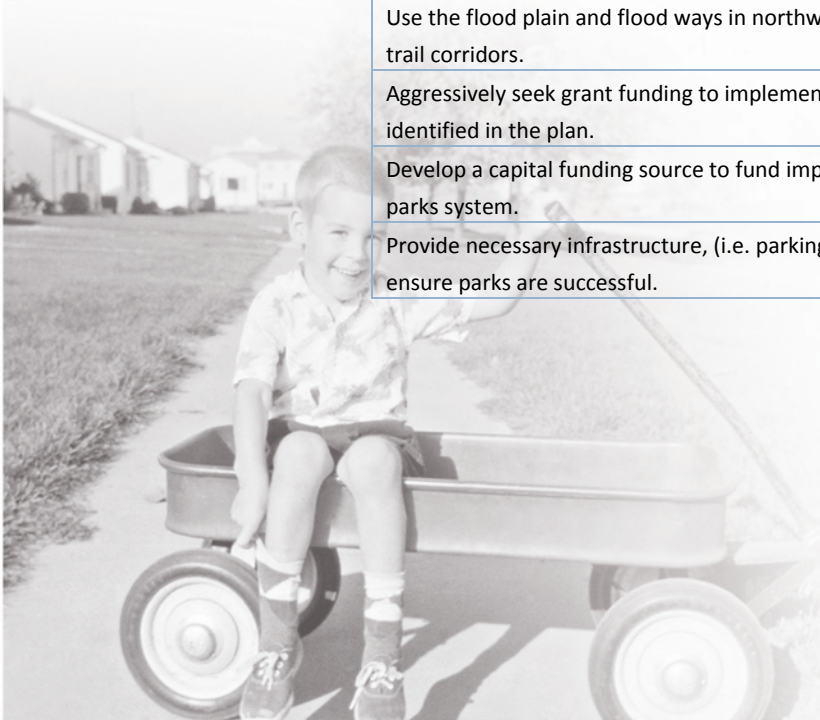 Use the flood plain and flood ways in northw
trail corridors.
Aggressively seek grant funding to implemen
identified in the plan.
Develop a capital funding source to fund imp
parks system.
Provide necessary infrastructure, (i.e. parking
ensure parks are successful.